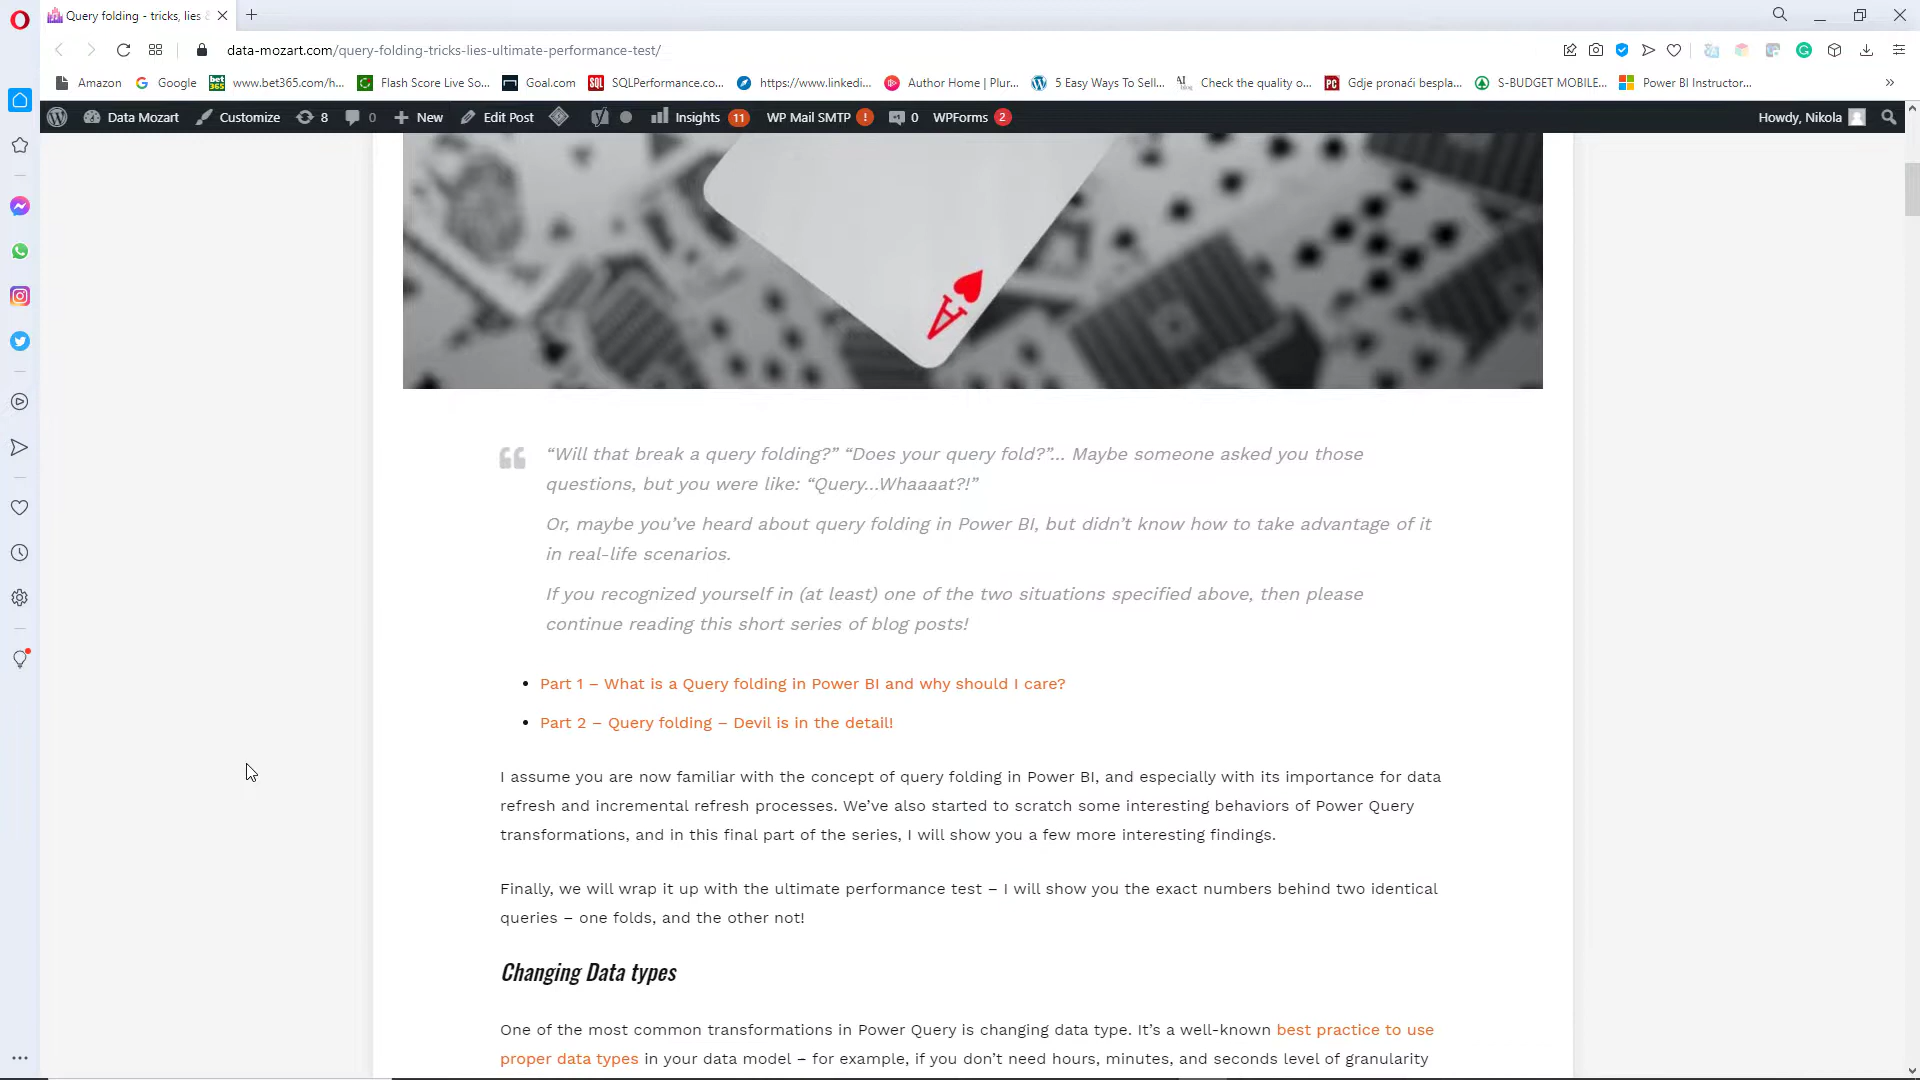 Query folding - tricks, lies &
data-mozart.com/query-folding-tricks-lies-ultimate-performance-test/
Amazon Google www.bet365.com/h... Flash Score Live So... Goal.com SQLPerformance.co... https://www.linkedi... Author Home | Plur... 5 Easy Ways To Sell... Check the quality o... Gdje pronaći bespla... S-BUDGET MOBILE... Power BI Instructor... »
Data Mozart Customize 8 0 + New Edit Post Insights 11 WP Mail SMTP ! 0 WPForms 2 Howdy, Nikola
A
“Will that break a query folding?” “Does your query fold?”… Maybe someone asked you those
questions, but you were like: “Query…Whaaaat?!”
Or, maybe you’ve heard about query folding in Power BI, but didn’t know how to take advantage of it
in real-life scenarios.
If you recognized yourself in (at least) one of the two situations specified above, then please
continue reading this short series of blog posts!
• Part 1 – What is a Query folding in Power BI and why should I care?
• Part 2 – Query folding – Devil is in the detail!
I assume you are now familiar with the concept of query folding in Power BI, and especially with its importance for data
refresh and incremental refresh processes. We’ve also started to scratch some interesting behaviors of Power Query
transformations, and in this final part of the series, I will show you a few more interesting findings.
Finally, we will wrap it up with the ultimate performance test – I will show you the exact numbers behind two identical
queries – one folds, and the other not!
Changing Data types
One of the most common transformations in Power Query is changing data type. It’s a well-known best practice to use
proper data types in your data model – for example, if you don’t need hours, minutes, and seconds level of granularity